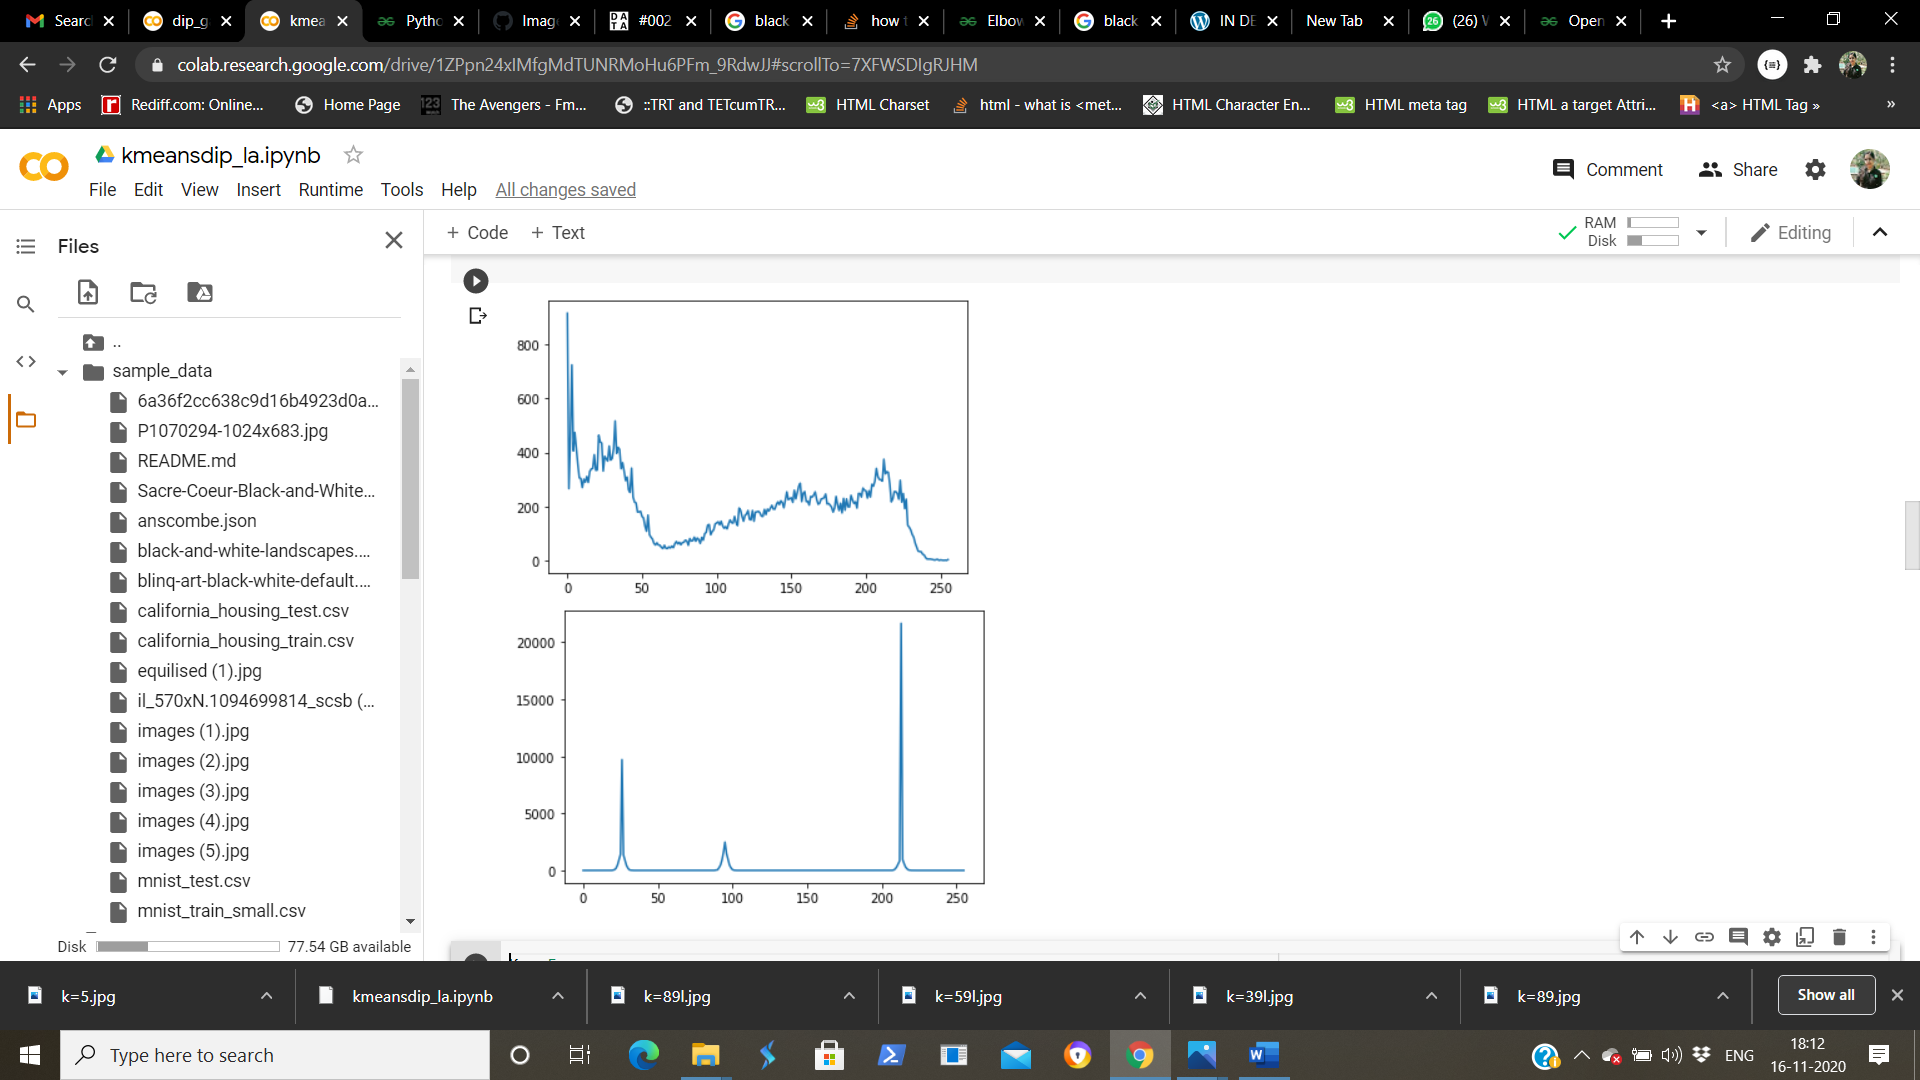 Searc
dip_g
kmea
Pytho
Imag
#002
black
how t
Elbow
black
IN DE
New Tab
(26) V
Open
colab.research.google.com/drive/1ZPpn24xIMfgMdTUNRMoHu6PFm_9RdwJJ#scrollTo=7XFWSDIgRJHM
Apps
Rediff.com: Online...
Home Page
The Avengers - Fm...
::TRT and TETcumTR...
HTML Charset
html - what is <met...
HTML Character En...
HTML meta tag
HTML a target Attri...
<a> HTML Tag »
»
kmeansdip_la.ipynb
Comment
Share
File Edit View Insert Runtime Tools Help All changes saved
Files
+ Code + Text
RAM
Disk
Editing
..
sample_data
6a36f2cc638c9d16b4923d0a...
P1070294-1024x683.jpg
README.md
Sacre-Coeur-Black-and-White...
anscombe.json
black-and-white-landscapes....
blinq-art-black-white-default....
california_housing_test.csv
california_housing_train.csv
equilised (1).jpg
il_570xN.1094699814_scsb (...
images (1).jpg
images (2).jpg
images (3).jpg
images (4).jpg
images (5).jpg
mnist_test.csv
mnist_train_small.csv
Disk 77.54 GB available
800
600
400
200
0
0 50 100 150 200 250
20000
15000
10000
5000
0
0 50 100 150 200 250
k=5.jpg
kmeansdip_la.ipynb
k=89l.jpg
k=59l.jpg
k=39l.jpg
k=89.jpg
Show all
Type here to search
ENG
18:12
16-11-2020